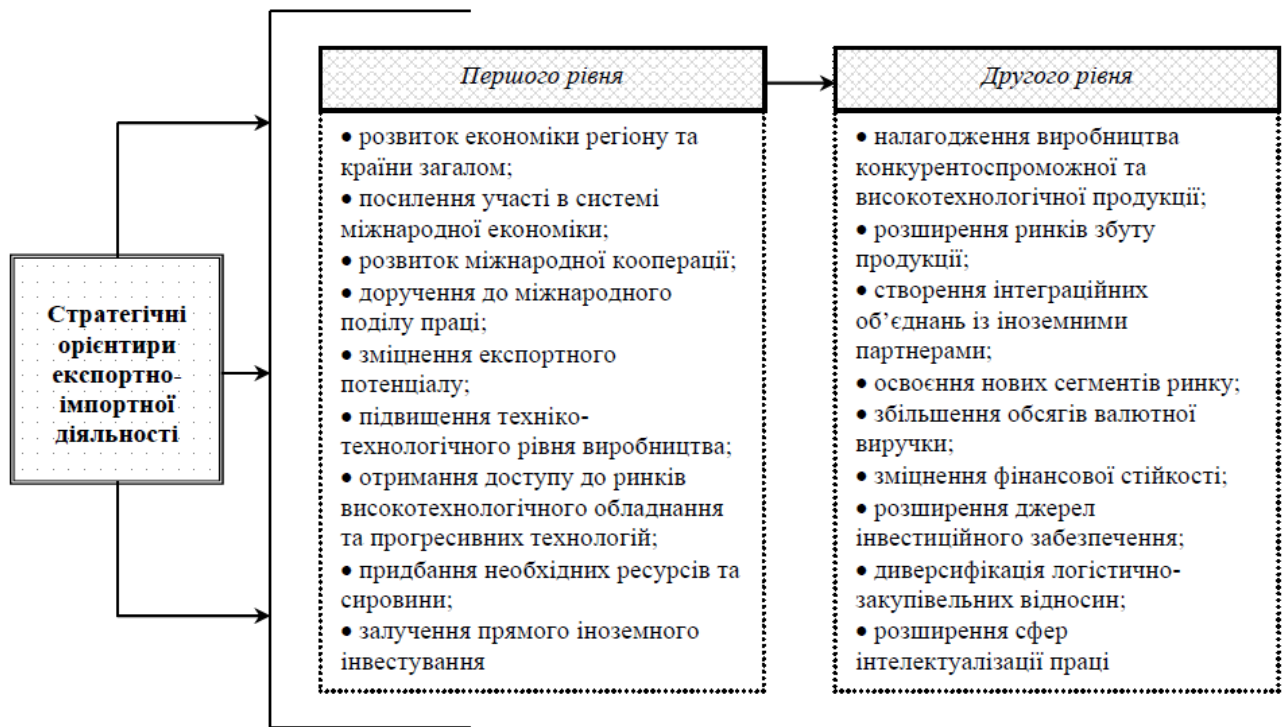 Стратегічні
орієнтири
експортно-
імпортної
діяльності
Першого рівня
• розвиток економіки регіону та
країни загалом;
• посилення участі в системі
міжнародної економіки;
• розвиток міжнародної кооперації;
• доручення до міжнародного
поділу праці;
• зміцнення експортного
потенціалу;
• підвищення техніко-
технологічного рівня виробництва;
• отримання доступу до ринків
високотехнологічного обладнання
та прогресивних технологій;
• придбання необхідних ресурсів та
сировини;
• залучення прямого іноземного
інвестування
Другого рівня
• налагодження виробництва
конкурентоспроможної та
високотехнологічної продукції;
• розширення ринків збуту
продукції;
• створення інтеграційних
об’єднань із іноземними
партнерами;
• освоєння нових сегментів ринку;
• збільшення обсягів валютної
виручки;
• зміцнення фінансової стійкості;
• розширення джерел
інвестиційного забезпечення;
• диверсифікація логістично-
закупівельних відносин;
• розширення сфер
інтелектуалізації праці